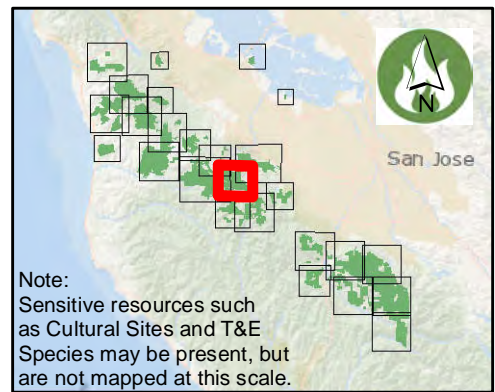 N
San Jose
Note:
Sensitive resources such
as Cultural Sites and T&E
Species may be present, but
are not mapped at this scale.